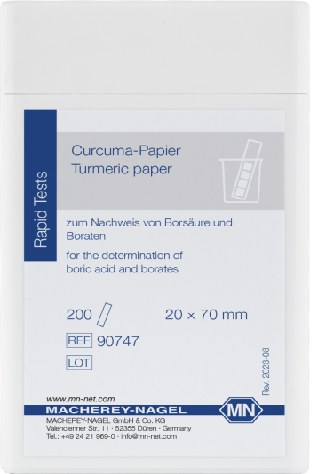 Rapid Tests
Curcuma-Papier
Turmeric paper
zum Nachweis von Borsäure und
Boraten
for the determination of
boric acid and borates
200 20 x 70 mm
REF 90747
LOT
Rev. 2023-08
www.mn-net.com
MACHEREY-NAGEL
MN
MACHEREY-NAGEL GmbH & Co. KG
Valencienner Str. 11 · 52355 Düren · Germany
Tel.: +49 24 21 969-0 · info@mn-net.com